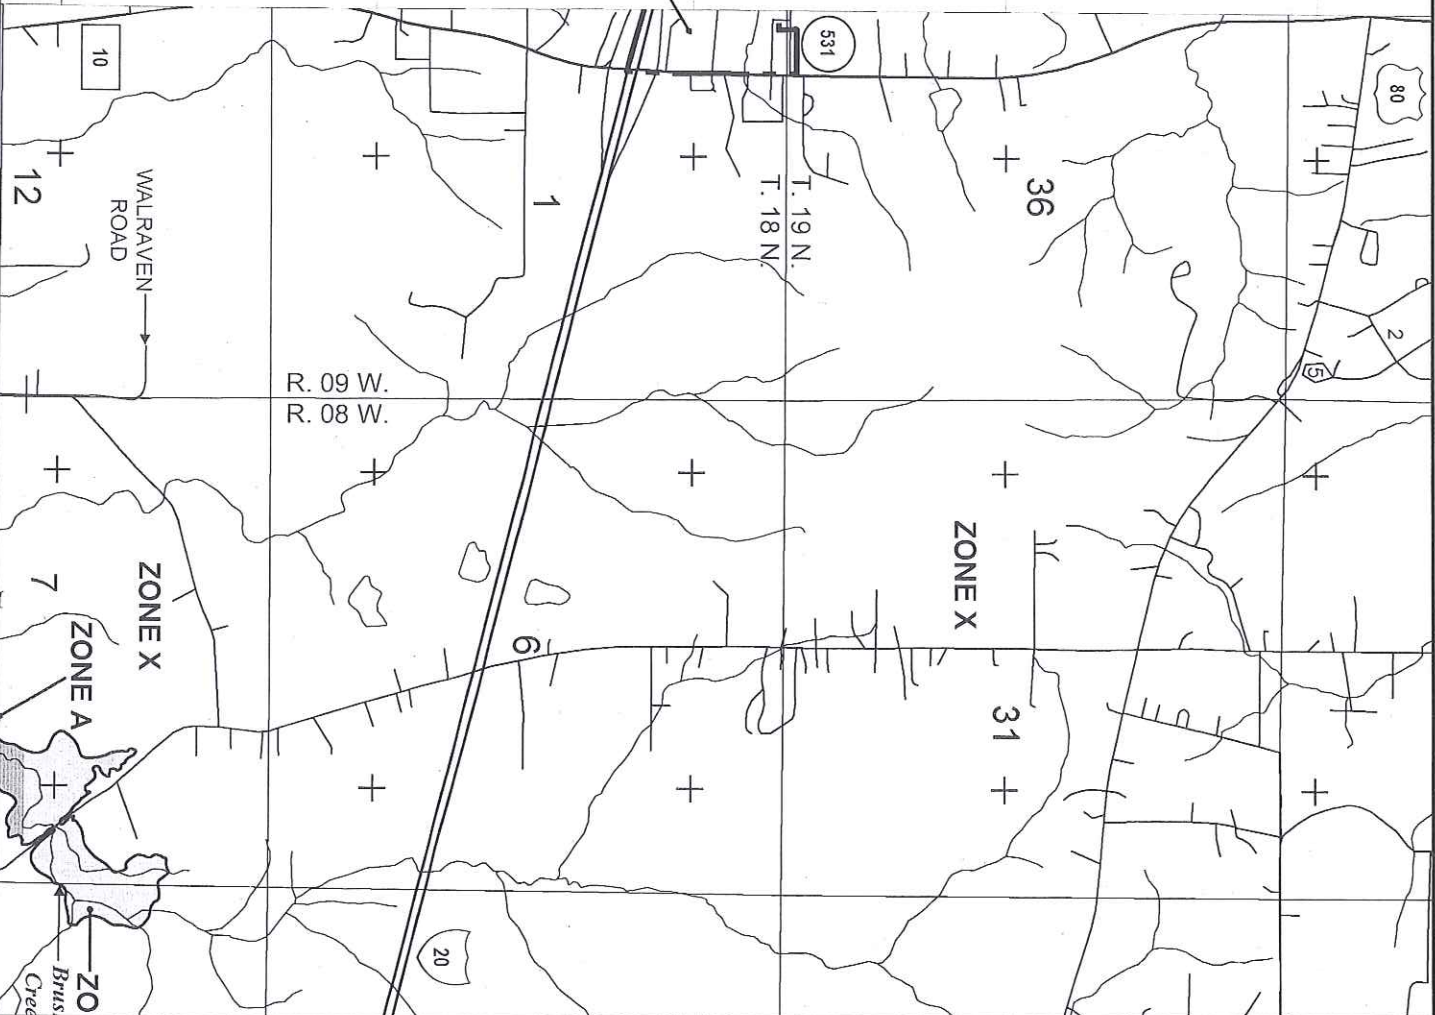 10
531
80
12
WALRAVEN
ROAD
1
T. 19 N.
T. 18 N.
36
2
15
R. 09 W.
R. 08 W.
ZONE X
ZONE X
7
ZONE A
6
31
20
ZO
Brus
Cree